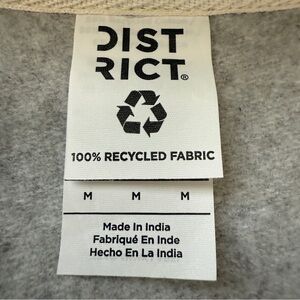 DIST
RICT®
100% RECYCLED FABRIC
M M M
Made In India
Fabriqué En Inde
Hecho En La India